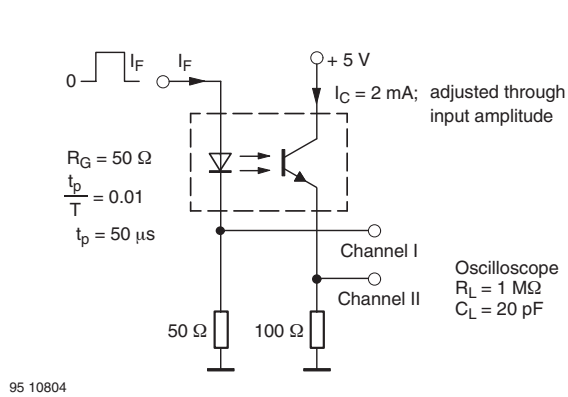 0
I_F
I_F
+ 5 V
I_C = 2 mA; adjusted through
input amplitude
R_G = 50 Ω
t_p
T
= 0.01
t_p = 50 μs
Channel I
Channel II
Oscilloscope
R_L = 1 MΩ
C_L = 20 pF
50 Ω
100 Ω
95 10804